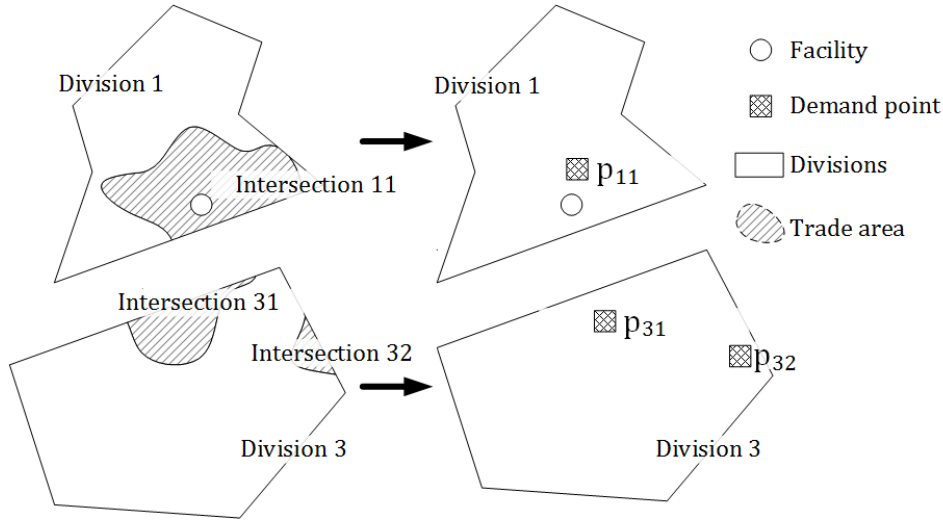 Division 1
Intersection 11
Intersection 31
Intersection 32
Division 3
Division 1
p₁₁
p₃₁
p₃₂
Division 3
Facility
Demand point
Divisions
Trade area